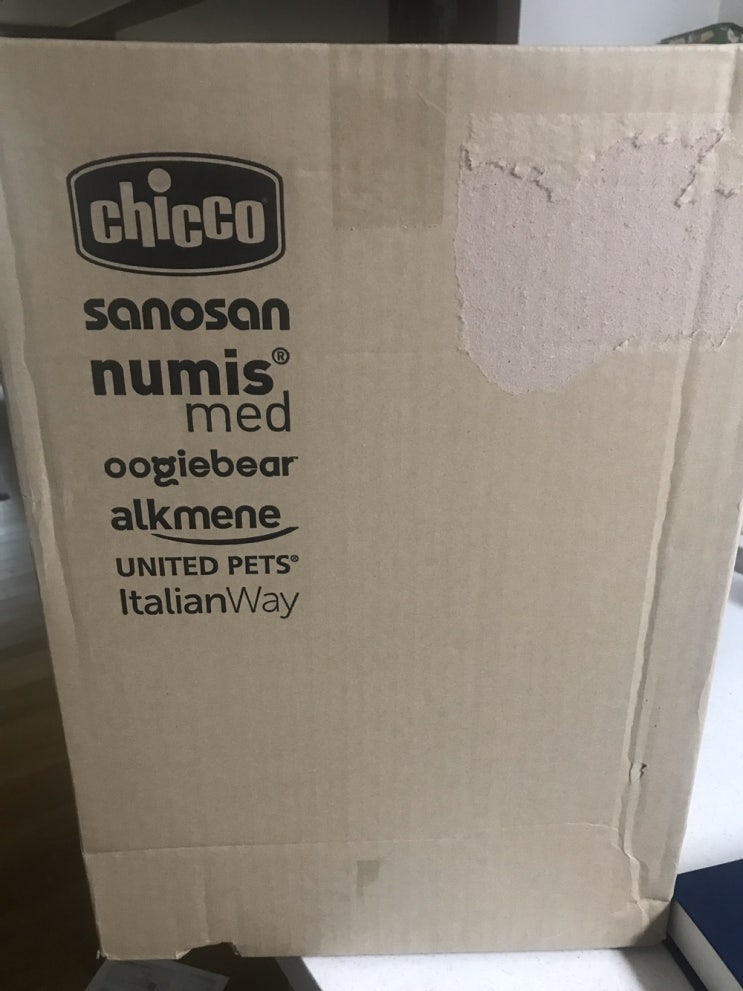 chicco
sanosan
numis®
med
oogiebear
alkmene
UNITED PETS®
ItalianWay